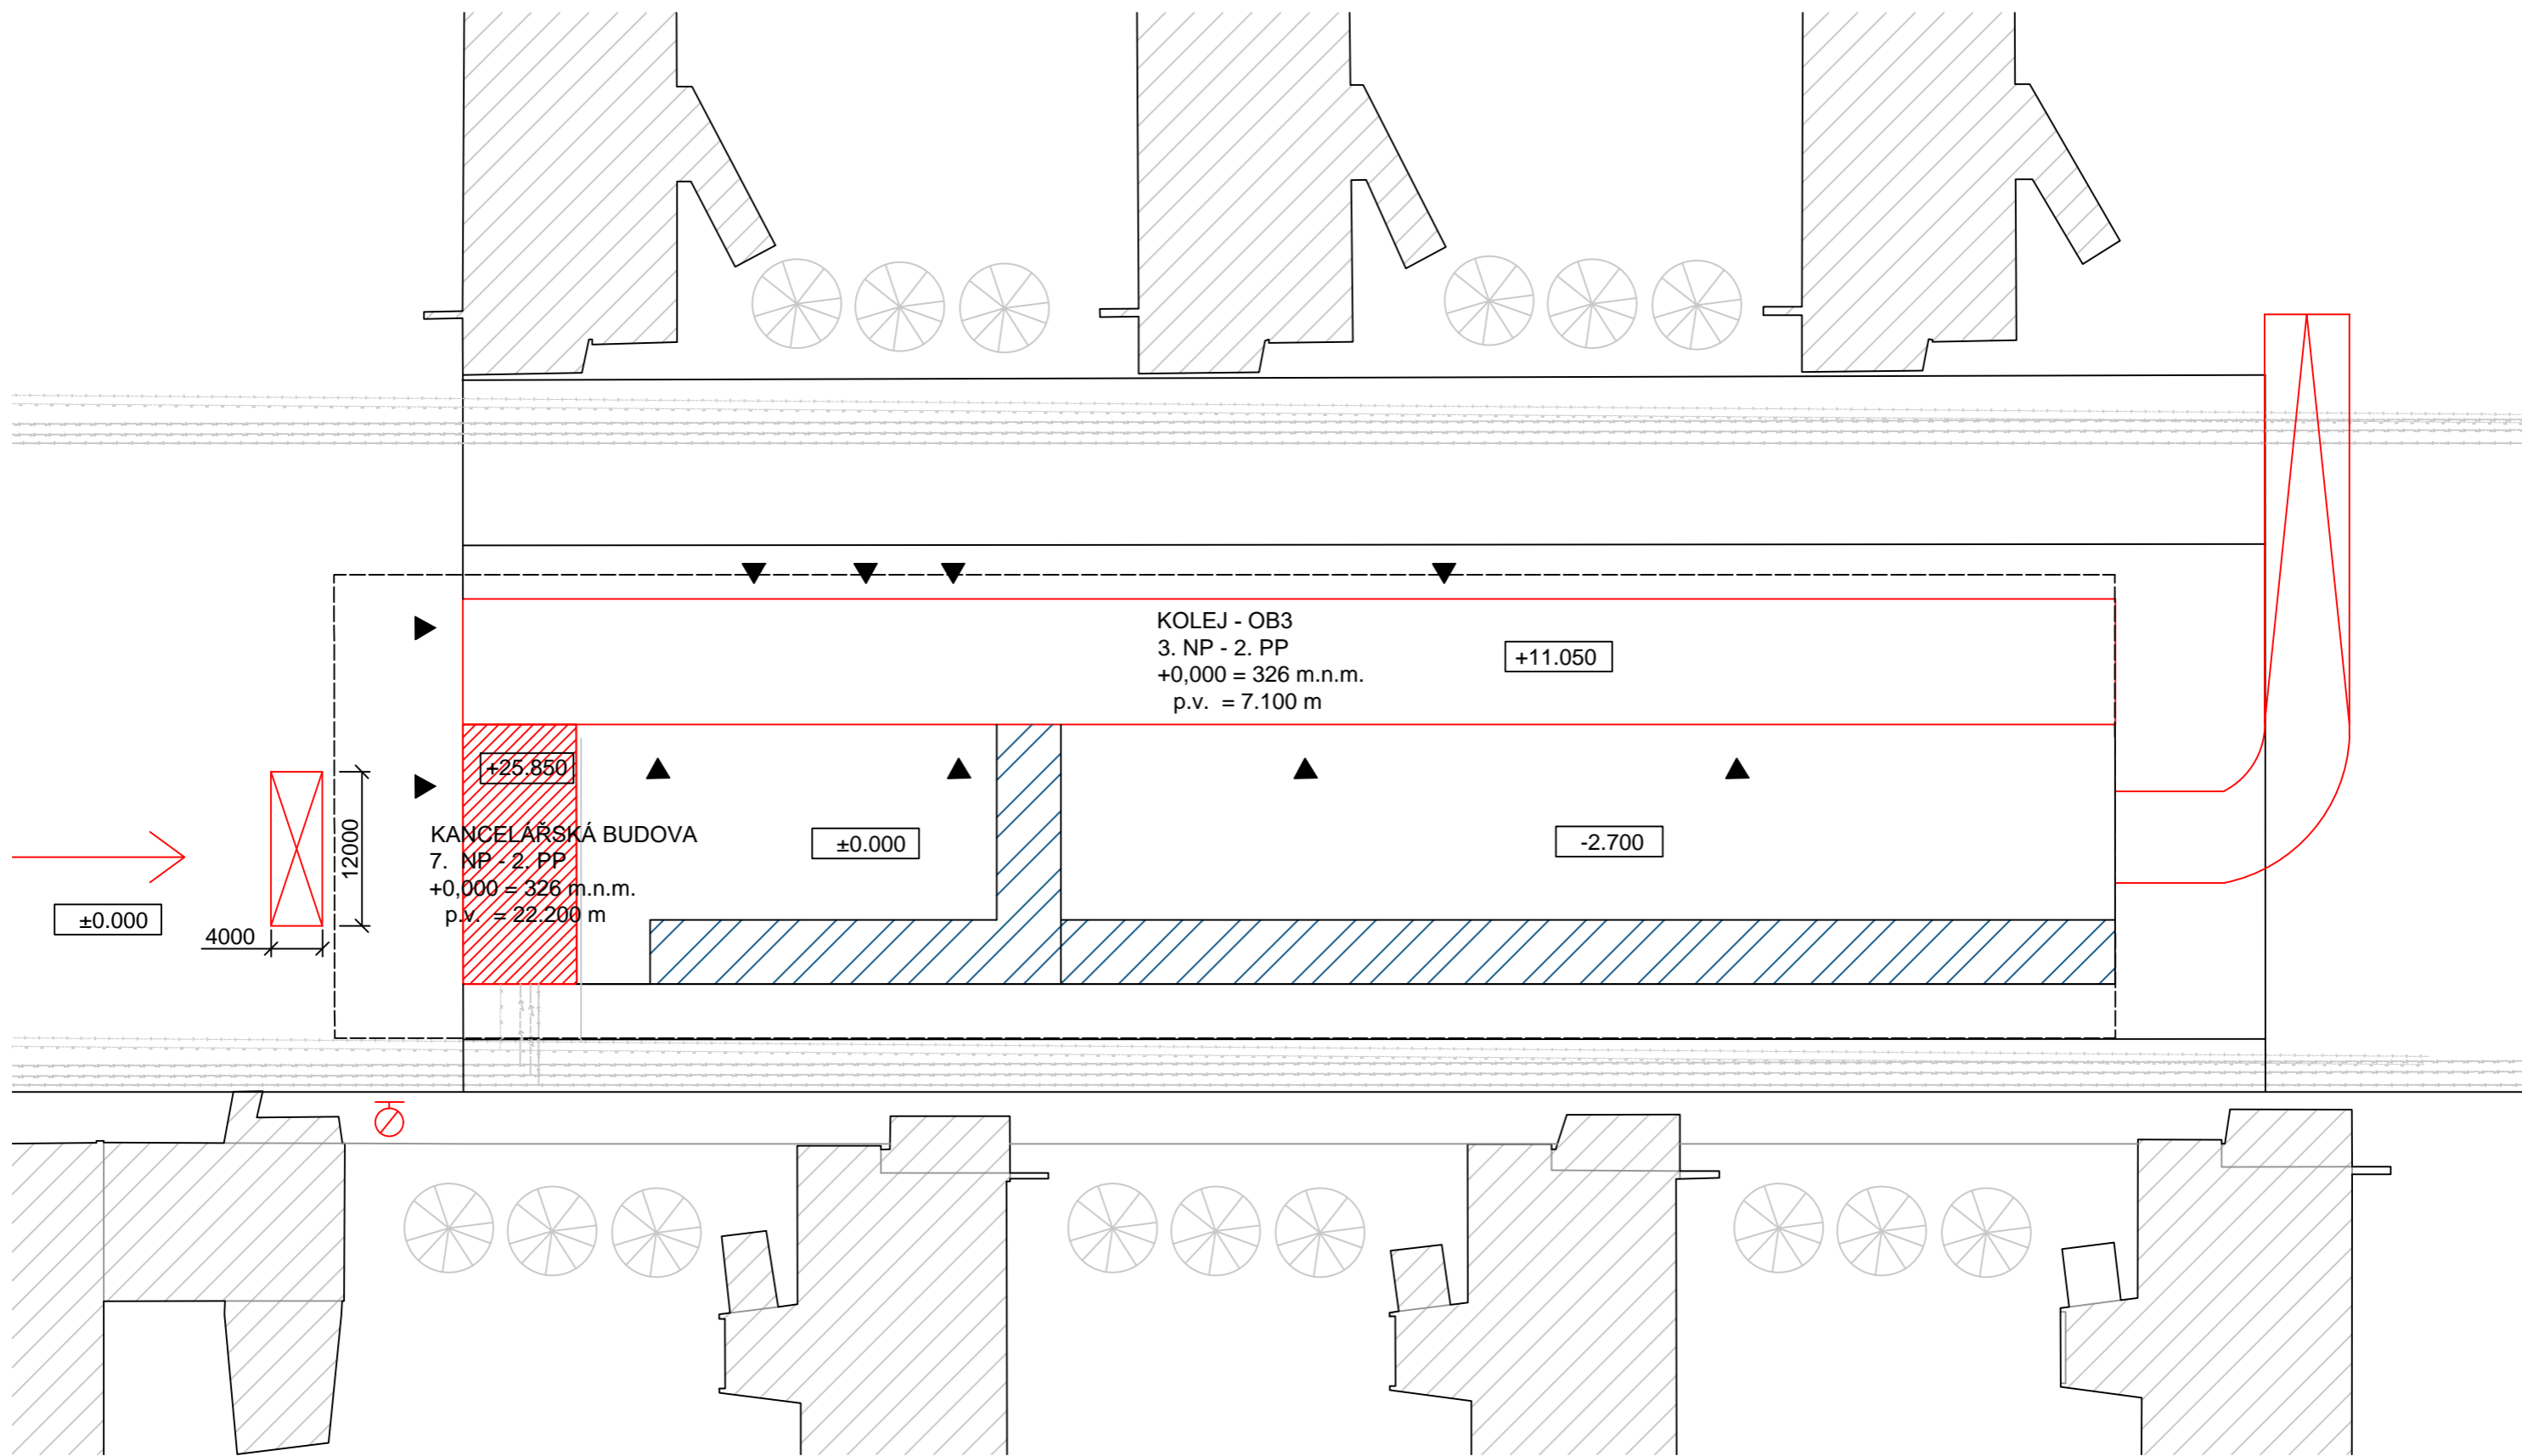 KOLEJ - OB3
3. NP - 2. PP
+0,000 = 326 m.n.m.
p.v. = 7.100 m
+11.050
+25.850
KANCELÁŘSKÁ BUDOVA
7. NP - 2. PP
+0,000 = 326 m.n.m.
p.v. = 22.200 m
±0.000
-2.700
12000
4000
±0.000